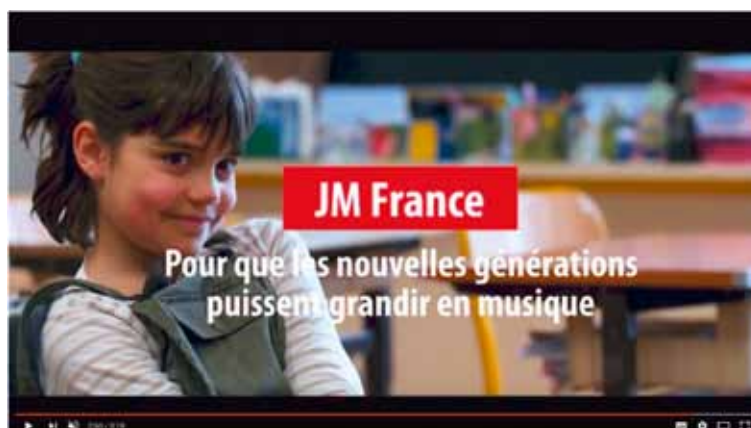 JM France
Pour que les nouvelles générations
puissent grandir en musique